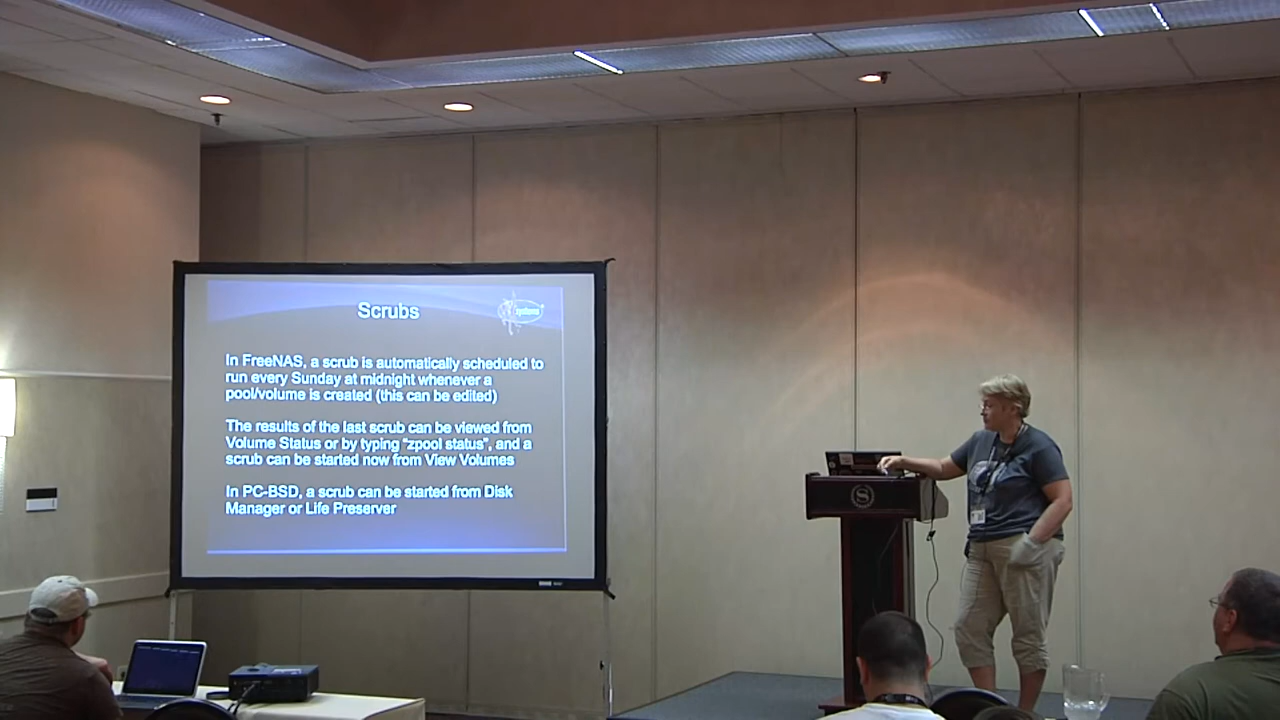 Scrubs
systems
In FreeNAS, a scrub is automatically scheduled to
run every Sunday at midnight whenever a
pool/volume is created (this can be edited)
The results of the last scrub can be viewed from
Volume Status or by typing "zpool status", and a
scrub can be started now from View Volumes
In PC-BSD, a scrub can be started from Disk
Manager or Life Preserver
S